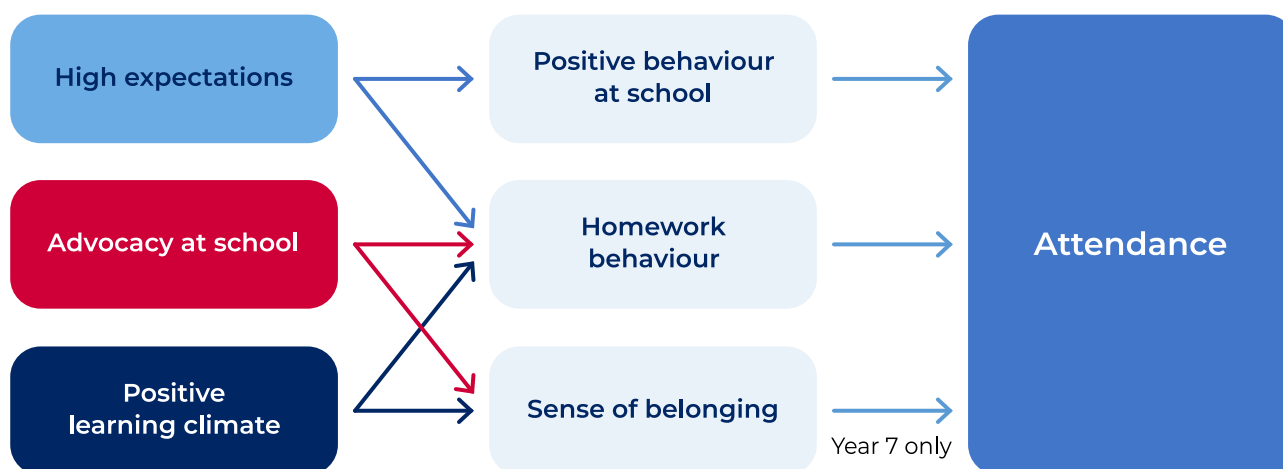 High expectations
Positive behaviour
at school
Advocacy at school
Homework
behaviour
Attendance
Positive
learning climate
Sense of belonging
Year 7 only